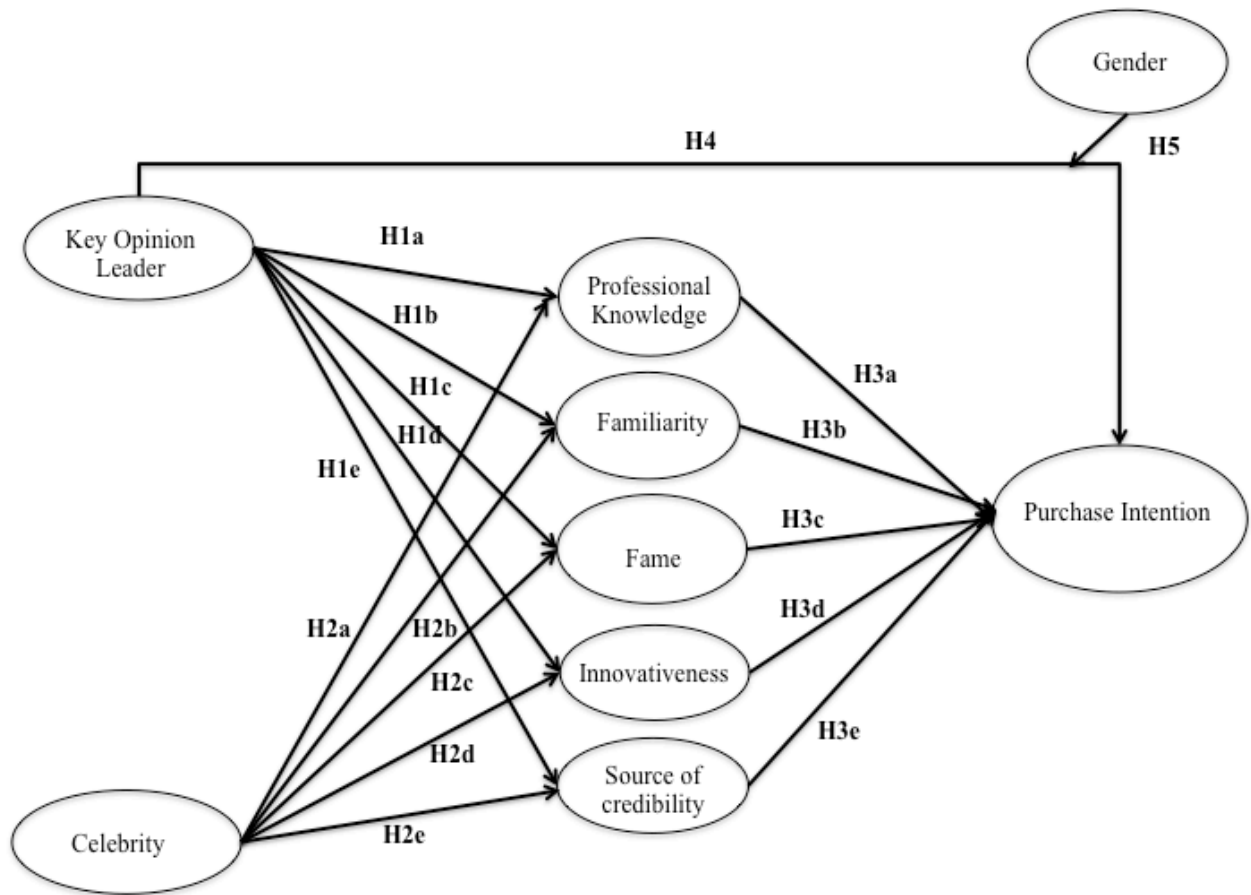 Gender
H4
H5
Key Opinion
Leader
H1a
Professional
Knowledge
H1b
H3a
H1c
Familiarity
H3b
H1d
H1e
Purchase Intention
H3c
Fame
H3d
H2a
H2b
H2c
Innovativeness
H3e
H2d
Source of
credibility
H2e
Celebrity